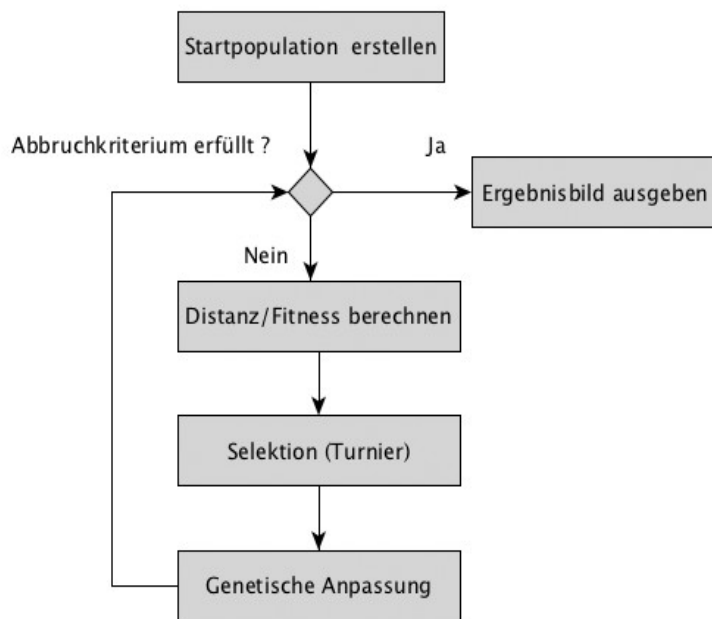 Startpopulation erstellen
Abbruchkriterium erfüllt ?
Ja
Ergebnisbild ausgeben
Nein
Distanz/Fitness berechnen
Selektion (Turnier)
Genetische Anpassung